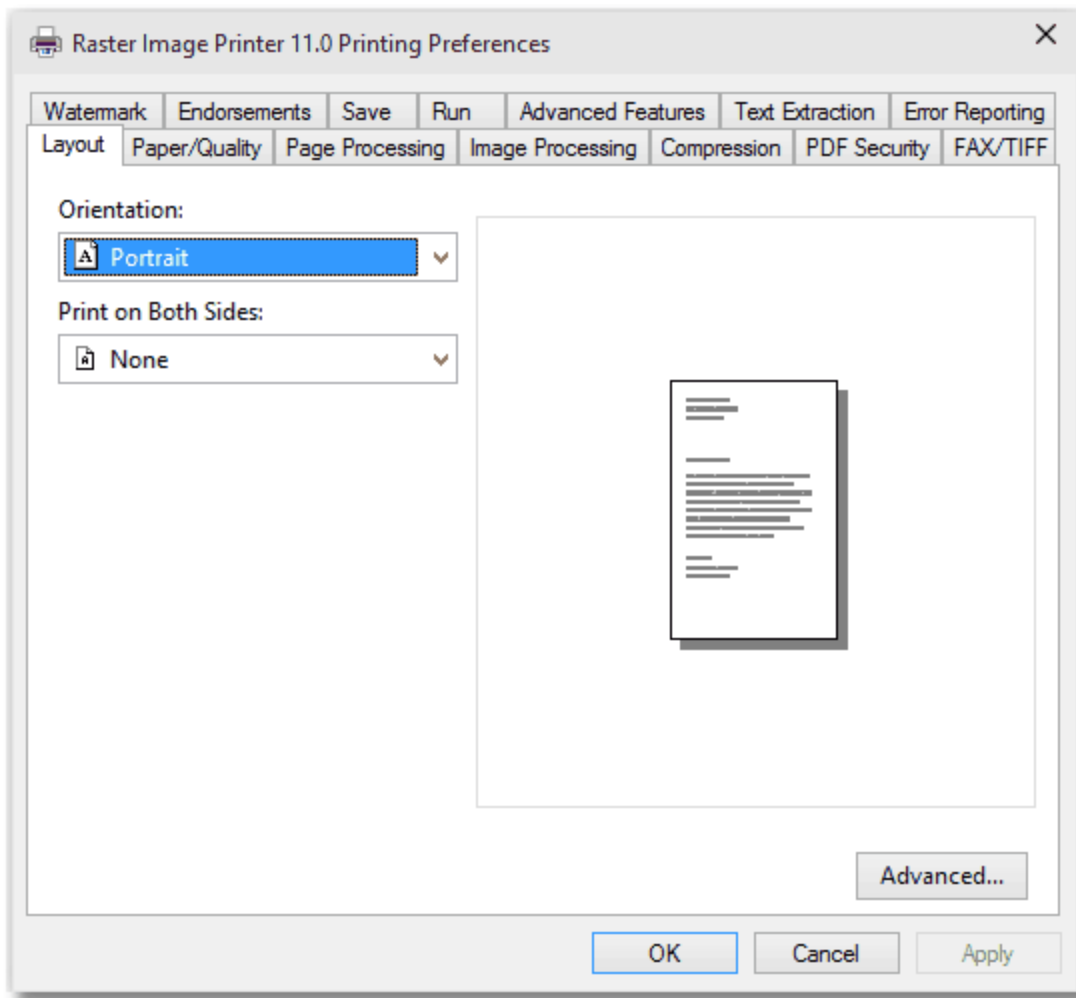 Raster Image Printer 11.0 Printing Preferences
Watermark Endorsements Save Run Advanced Features Text Extraction Error Reporting
Layout Paper/Quality Page Processing Image Processing Compression PDF Security FAX/TIFF
Orientation:
A Portrait
Print on Both Sides:
A None
Advanced...
OK Cancel Apply